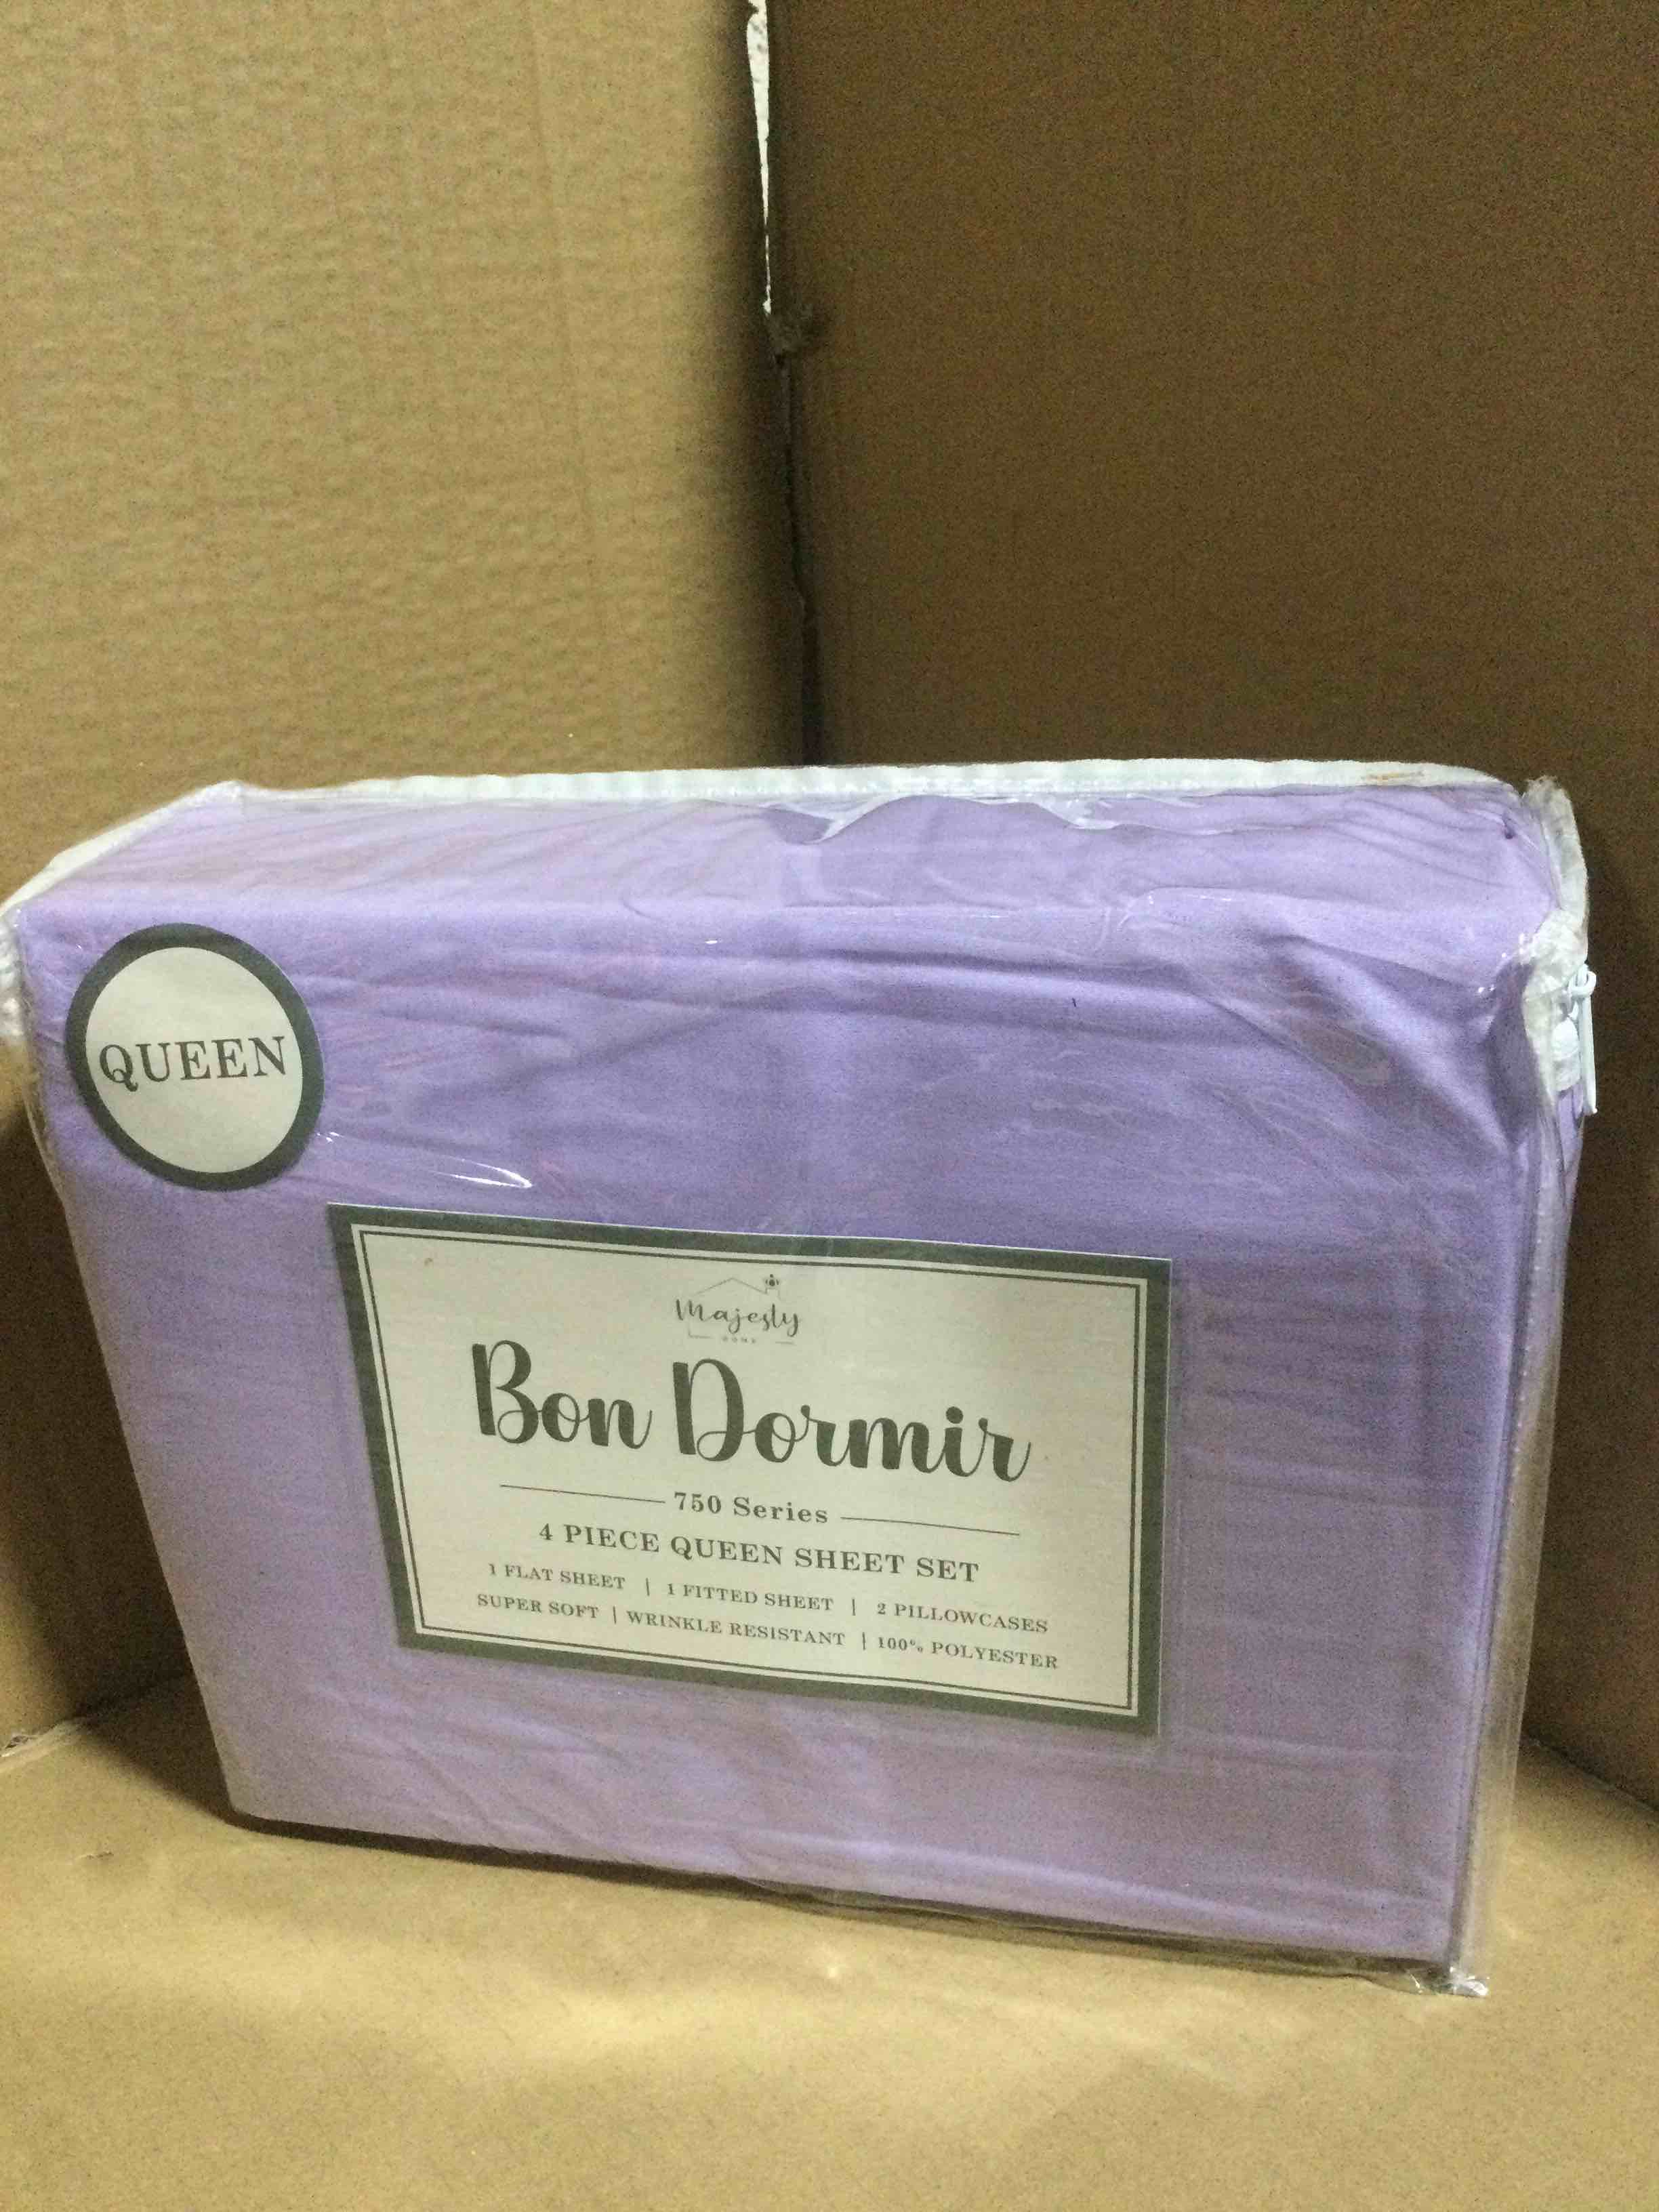 QUEEN
Majesty
HOME
Bon Dormir
750 Series
4 PIECE QUEEN SHEET SET
1 FLAT SHEET | 1 FITTED SHEET | 2 PILLOWCASES
SUPER SOFT | WRINKLE RESISTANT | 100% POLYESTER